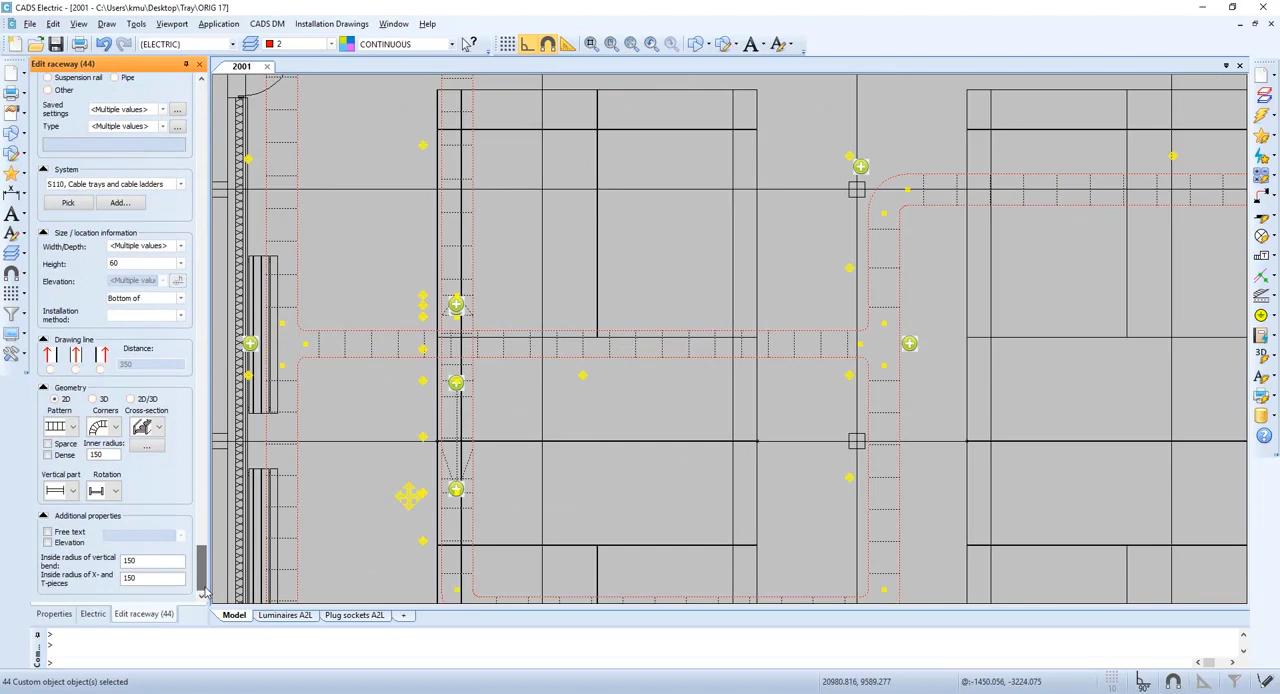 CADS Electric - [2001 - C:\Users\kmu\Desktop\Tray\ORIG 17]
File Edit View Draw Tools Viewport Application CADS DM Installation Drawings Window Help
{ELECTRIC} 2 CONTINUOUS
Edit raceway (44)
2001
Suspension rail Pipe
Other
Saved settings <Multiple values> ...
Type <Multiple values> ...
System
S110, Cable trays and cable ladders
Pick Add...
Size / location information
Width/Depth: <Multiple values>
Height: 60
Elevation: <Multiple valu
Bottom of
Installation method:
Drawing line
Distance:
350
Geometry
2D 3D 2D/3D
Pattern Corners Cross-section
Sparce Inner radius:
Dense 150 ...
Vertical part Rotation
Additional properties
Free text
Elevation
Inside radius of vertical bend: 150
Inside radius of X- and T-pieces 150
Properties Electric Edit raceway (44)
Model Luminaires A2L Plug sockets A2L +
Com...
>
>
>
44 Custom object object(s) selected
20980.816, 9589.277
@:-1450.056, -3224.075
10
90°